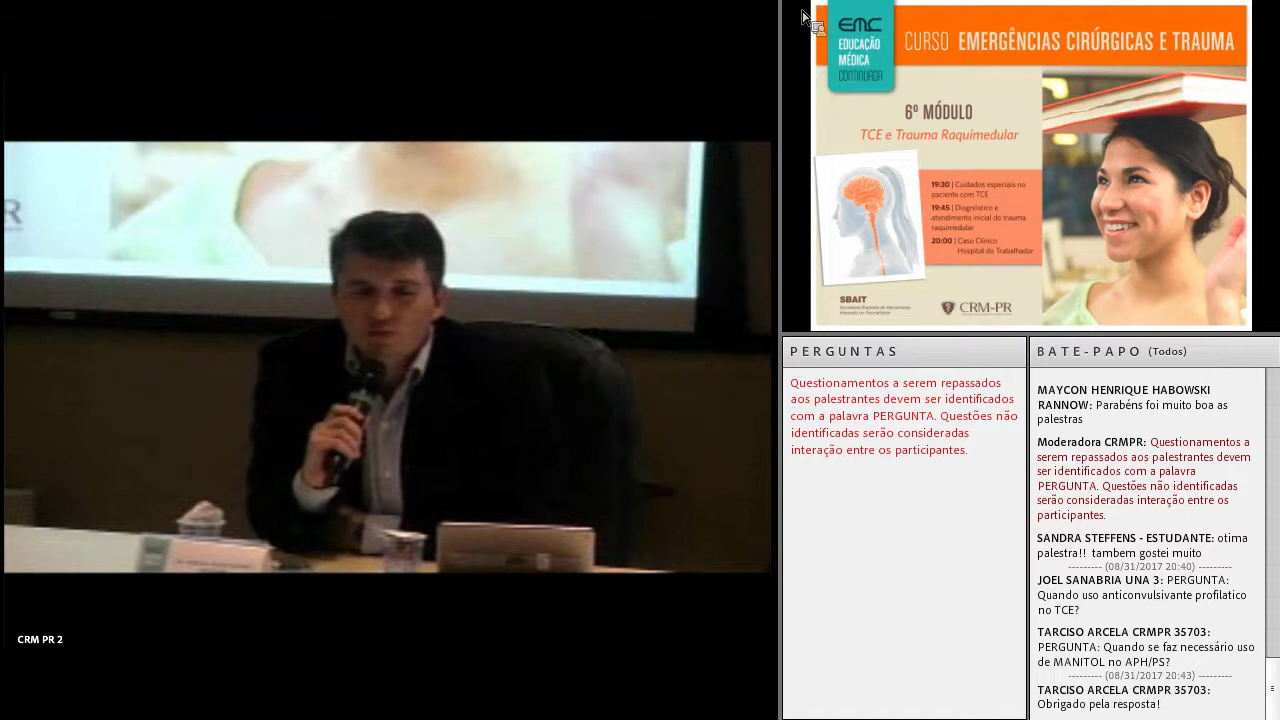 R
CRM PR 2
EMC
EDUCAÇÃO
MÉDICA
CONTINUADA
CURSO EMERGÊNCIAS CIRÚRGICAS E TRAUMA
6º MÓDULO
TCE e Trauma Raquimedular
19:30 | Cuidados especiais no
paciente com TCE
19:45 | Diagnóstico e
atendimento inicial do trauma
raquimedular
20:00 | Caso Clínico
Hospital do Trabalhador
SBAIT
CRM-PR
PERGUNTAS
Questionamentos a serem repassados
aos palestrantes devem ser identificados
com a palavra PERGUNTA. Questões não
identificadas serão consideradas
interação entre os participantes.
BATE-PAPO (Todos)
MAYCON HENRIQUE HABOWSKI
RANNOW: Parabéns foi muito boa as
palestras
Moderadora CRMPR: Questionamentos a
serem repassados aos palestrantes devem
ser identificados com a palavra
PERGUNTA. Questões não identificadas
serão consideradas interação entre os
participantes.
SANDRA STEFFENS - ESTUDANTE: otima
palestra!! tambem gostei muito
--------- (08/31/2017 20:40) ---------
JOEL SANABRIA UNA 3: PERGUNTA:
Quando uso anticonvulsivante profilatico
no TCE?
TARCISO ARCELA CRMPR 35703:
PERGUNTA: Quando se faz necessário uso
de MANITOL no APH/PS?
--------- (08/31/2017 20:43) ---------
TARCISO ARCELA CRMPR 35703:
Obrigado pela resposta!